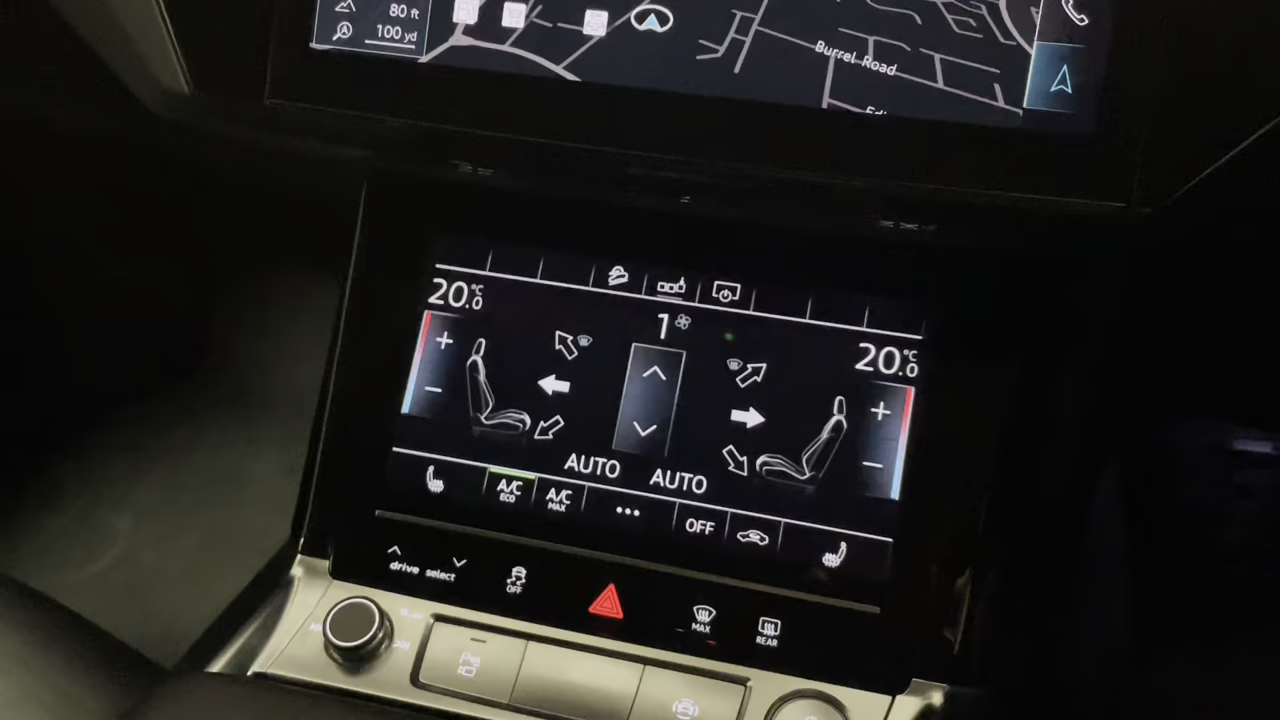 80 ft
100 yd
Burrel Road
20.0 °C
1
20.0 °C
AUTO
AUTO
A/C
ECO
A/C
MAX
OFF
drive select
OFF
MAX
REAR